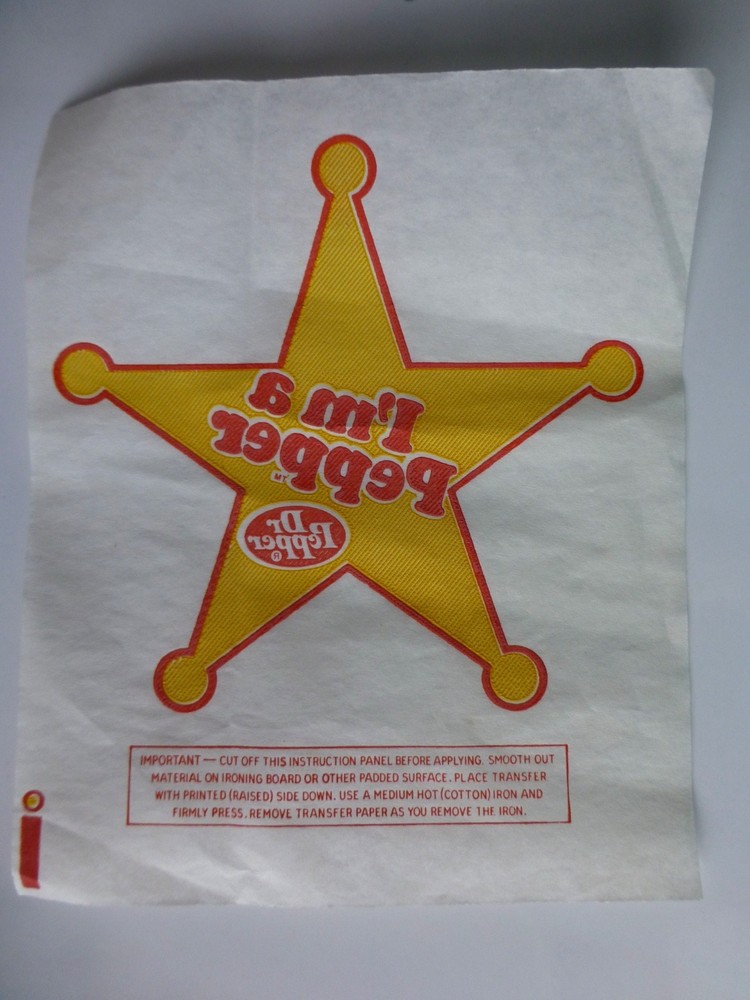 I'm a
Pepper™
Dr
Pepper®
IMPORTANT — CUT OFF THIS INSTRUCTION PANEL BEFORE APPLYING. SMOOTH OUT
MATERIAL ON IRONING BOARD OR OTHER PADDED SURFACE. PLACE TRANSFER
WITH PRINTED (RAISED) SIDE DOWN. USE A MEDIUM HOT (COTTON) IRON AND
FIRMLY PRESS. REMOVE TRANSFER PAPER AS YOU REMOVE THE IRON.
i